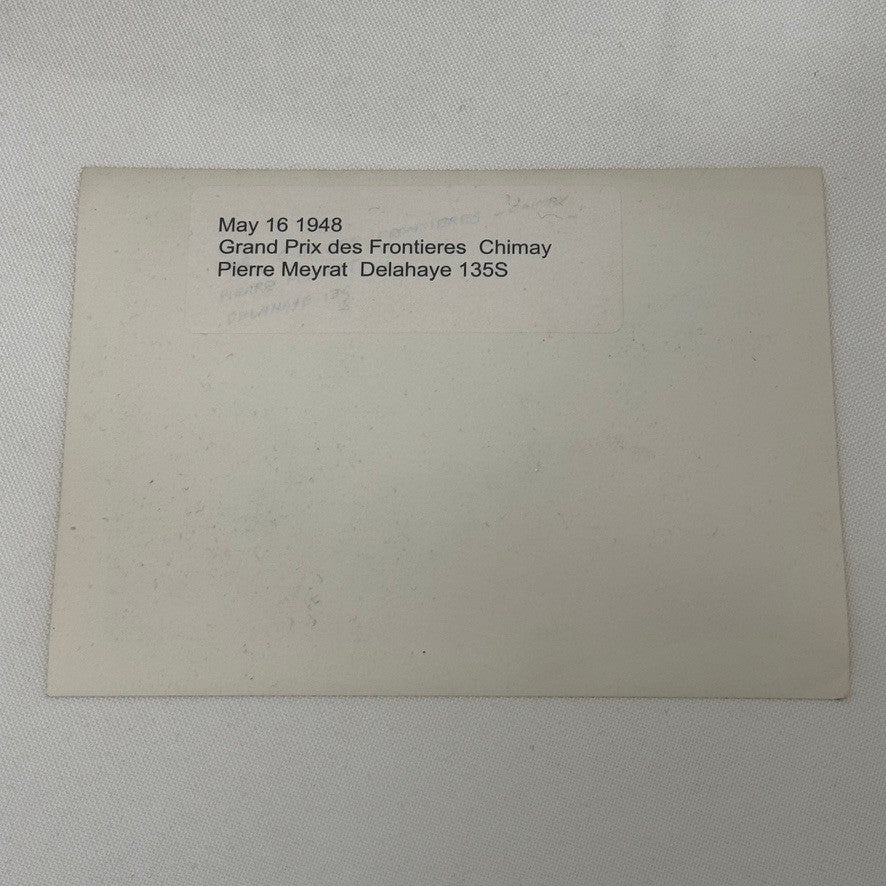 May 16 1948
Grand Prix des Frontieres Chimay
Pierre Meyrat Delahaye 135S